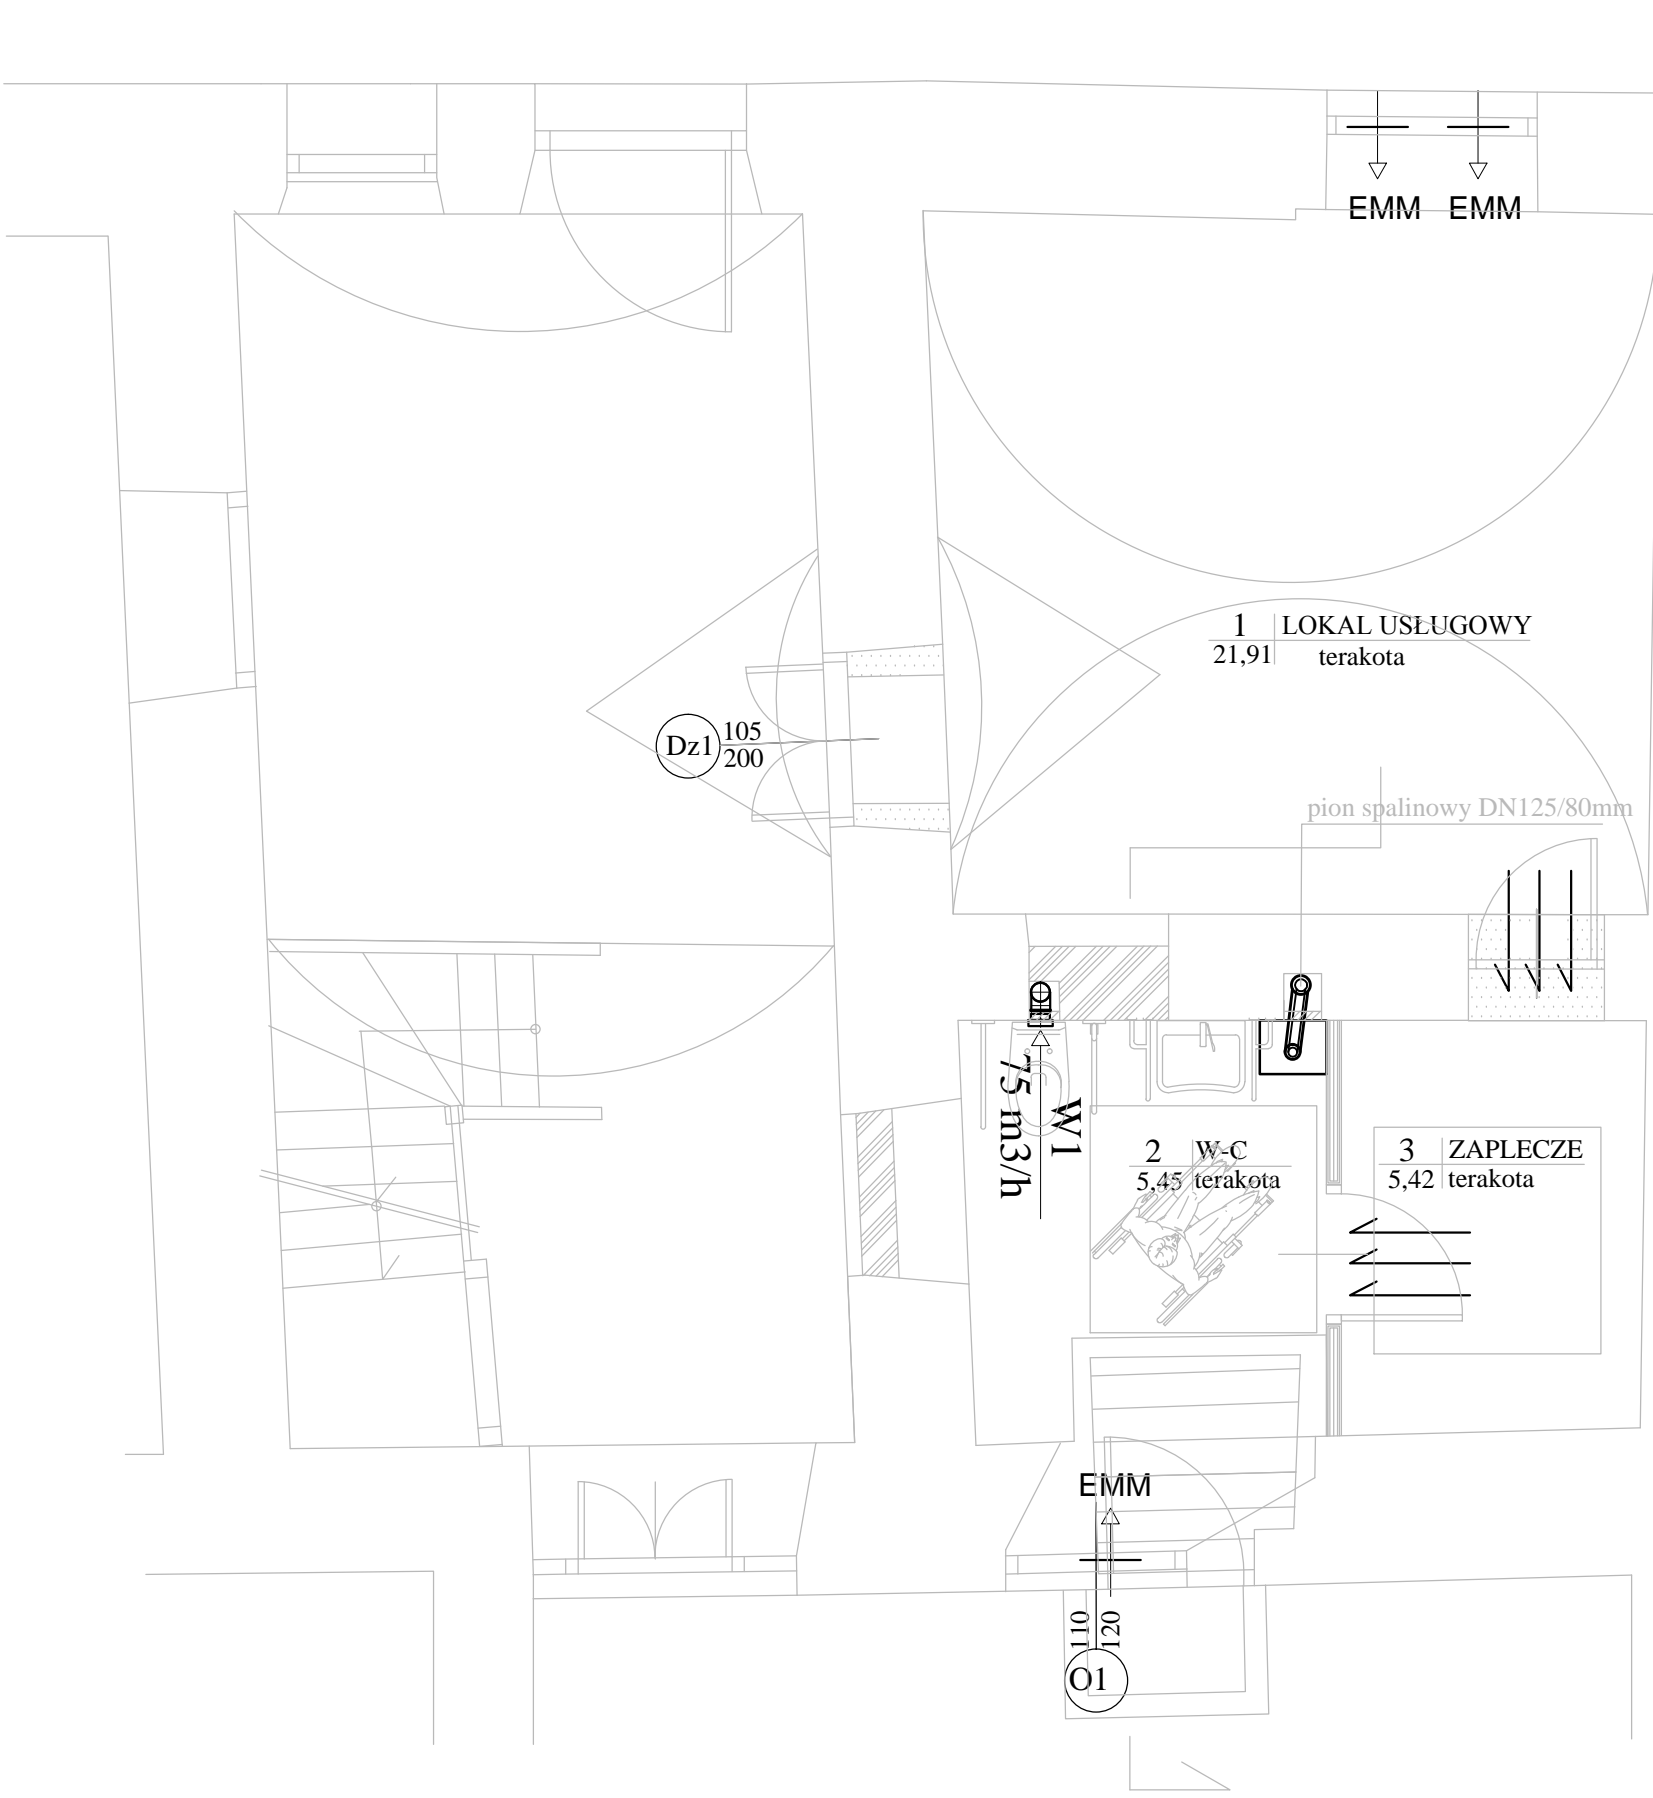 EMM EMM
1 LOKAL USŁUGOWY
21,91 terakota
Dz1 105
200
pion spalinowy DN125/80mm
W1
75 m3/h
2 W-C
5,45 terakota
3 ZAPLECZE
5,42 terakota
EMM
110
120
O1